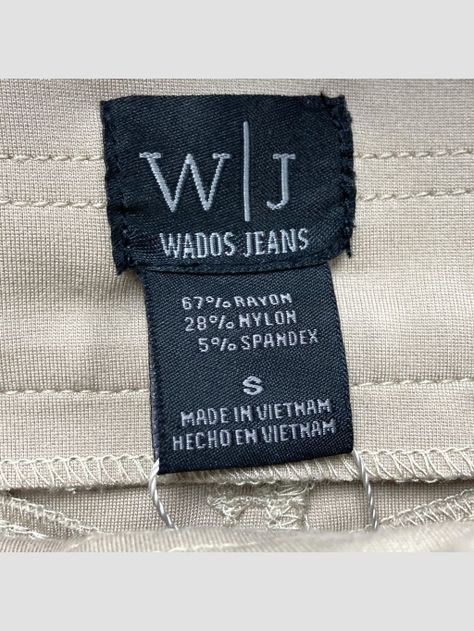 W|J
WADOS JEANS
67% RAYON
28% NYLON
5% SPANDEX
S
MADE IN VIETNAM
HECHO EN VIETNAM